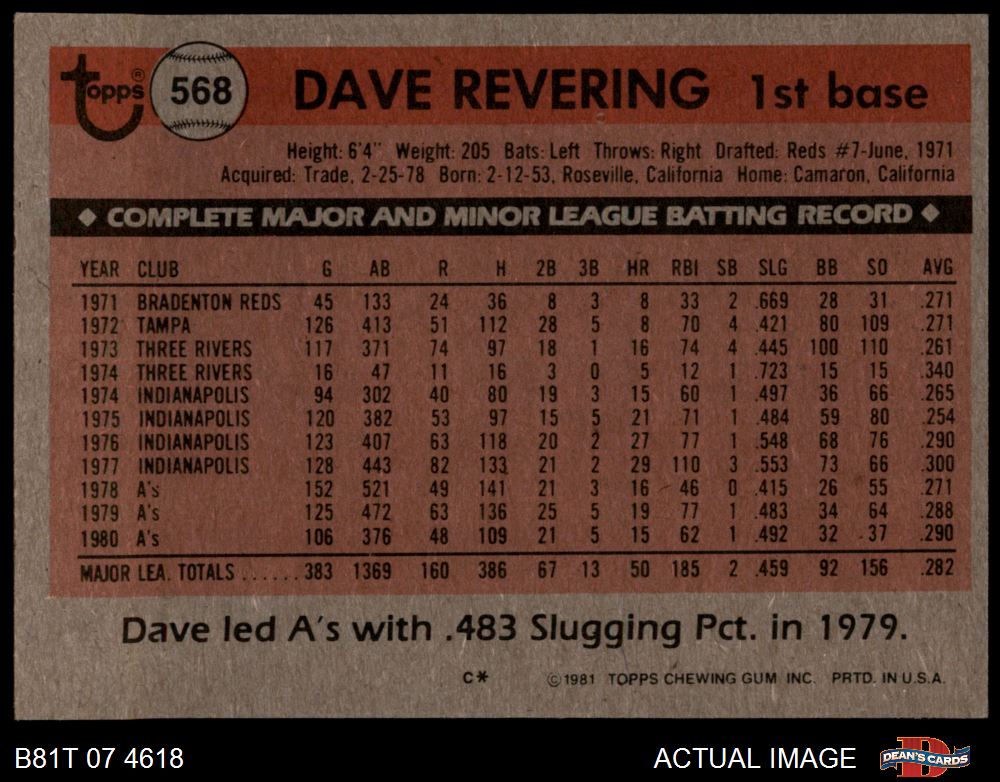 topps® 568 DAVE REVERING 1st base
Height: 6'4" Weight: 205 Bats: Left Throws: Right Drafted: Reds #7-June, 1971
Acquired: Trade, 2-25-78 Born: 2-12-53, Roseville, California Home: Camaron, California
◆ COMPLETE MAJOR AND MINOR LEAGUE BATTING RECORD ◆
YEAR CLUB G AB R H 2B 3B HR RBI SB SLG BB SO AVG
1971 BRADENTON REDS 45 133 24 36 8 3 8 33 2 .669 28 31 .271
1972 TAMPA 126 413 51 112 28 5 8 70 4 .421 80 109 .271
1973 THREE RIVERS 117 371 74 97 18 1 16 74 4 .445 100 110 .261
1974 THREE RIVERS 16 47 11 16 3 0 5 12 1 .723 15 15 .340
1974 INDIANAPOLIS 94 302 40 80 19 3 15 60 1 .497 36 66 .265
1975 INDIANAPOLIS 120 382 53 97 15 5 21 71 1 .484 59 80 .254
1976 INDIANAPOLIS 123 407 63 118 20 2 27 77 1 .548 68 76 .290
1977 INDIANAPOLIS 128 443 82 133 21 2 29 110 3 .553 73 66 .300
1978 A's 152 521 49 141 21 3 16 46 0 .415 26 55 .271
1979 A's 125 472 63 136 25 5 19 77 1 .483 34 64 .288
1980 A's 106 376 48 109 21 5 15 62 1 .492 32 37 .290
MAJOR LEA. TOTALS ...... 383 1369 160 386 67 13 50 185 2 .459 92 156 .282
Dave led A's with .483 Slugging Pct. in 1979.
C* ©1981 TOPPS CHEWING GUM INC. PRTD. IN U.S.A.
B81T 07 4618 ACTUAL IMAGE DEAN'S CARDS